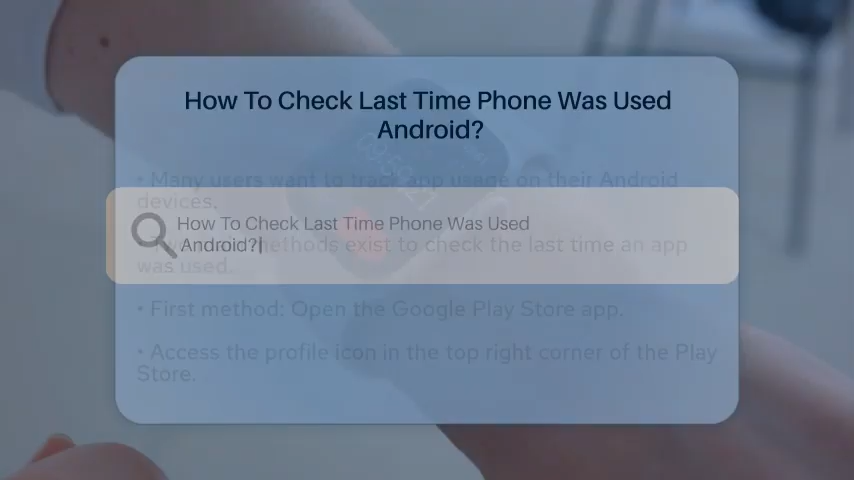 How To Check Last Time Phone Was Used
Android?
• Many users want to track app usage on their Android
devices.
How To Check Last Time Phone Was Used
Android?|
methods exist to check the last time an app
was used.
• First method: Open the Google Play Store app.
• Access the profile icon in the top right corner of the Play
Store.